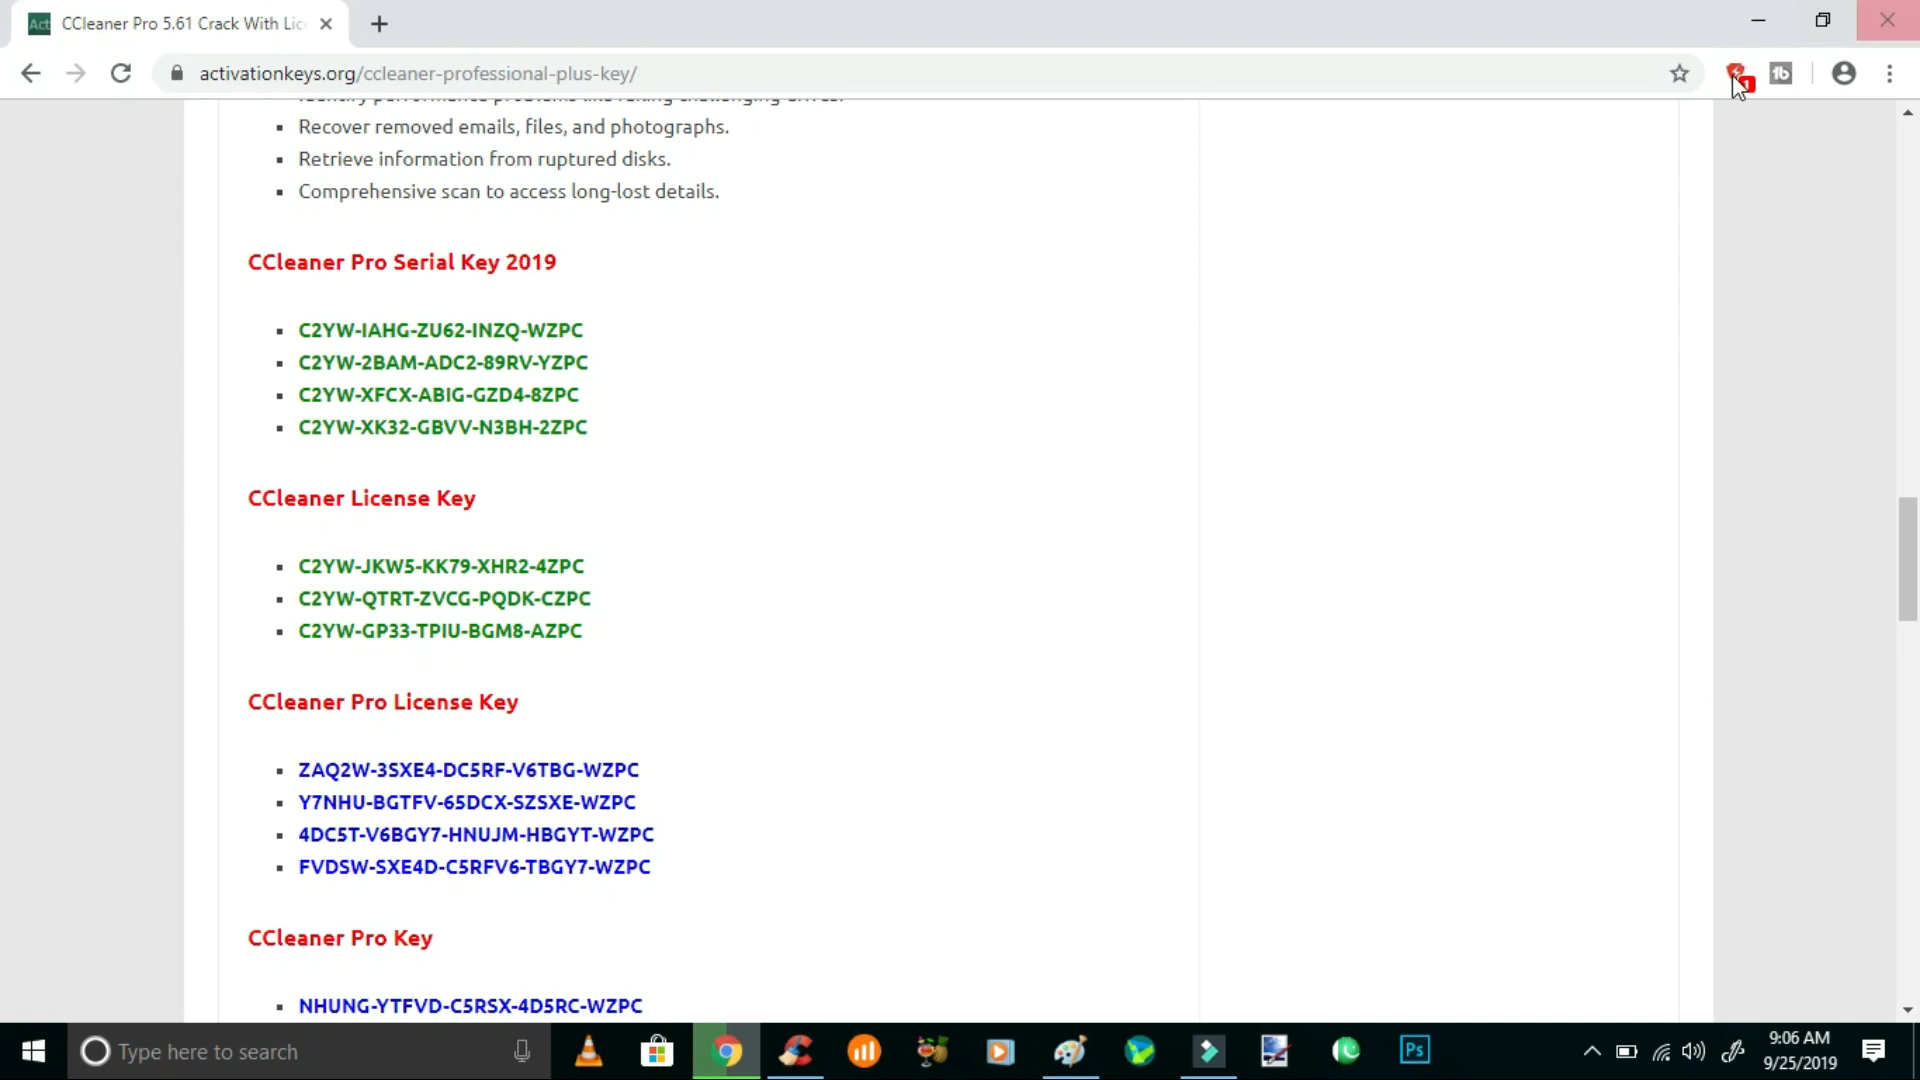 Act CCleaner Pro 5.61 Crack With Lic
activationkeys.org/ccleaner-professional-plus-key/
Recover removed emails, files, and photographs.
Retrieve information from ruptured disks.
Comprehensive scan to access long-lost details.
CCleaner Pro Serial Key 2019
C2YW-IAHG-ZU62-INZQ-WZPC
C2YW-2BAM-ADC2-89RV-YZPC
C2YW-XFCX-ABIG-GZD4-8ZPC
C2YW-XK32-GBVV-N3BH-2ZPC
CCleaner License Key
C2YW-JKW5-KK79-XHR2-4ZPC
C2YW-QTRT-ZVCG-PQDK-CZPC
C2YW-GP33-TPIU-BGM8-AZPC
CCleaner Pro License Key
ZAQ2W-3SXE4-DC5RF-V6TBG-WZPC
Y7NHU-BGTFV-65DCX-SZSXE-WZPC
4DC5T-V6BGY7-HNUJM-HBGYT-WZPC
FVDSW-SXE4D-C5RFV6-TBGY7-WZPC
CCleaner Pro Key
NHUNG-YTFVD-C5RSX-4D5RC-WZPC
Type here to search
Ps
9:06 AM
9/25/2019